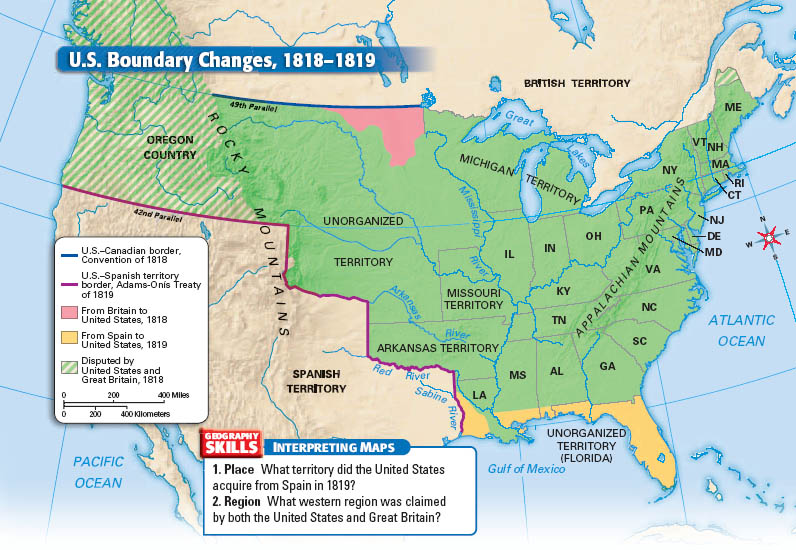 U.S. Boundary Changes, 1818–1819
BRITISH TERRITORY
49th Parallel
OREGON
COUNTRY
ROCKY MOUNTAINS
Great
Lakes
ME
VT
NH
MA
RI
CT
NY
MICHIGAN TERRITORY
Mississippi
River
PA
NJ
DE
MD
42nd Parallel
UNORGANIZED
TERRITORY
OH
IN
IL
VA
APPALACHIAN MOUNTAINS
N
W
E
S
MISSOURI
TERRITORY
KY
NC
TN
Arkansas
River
ARKANSAS TERRITORY
SC
GA
AL
MS
LA
ATLANTIC
OCEAN
SPANISH
TERRITORY
Red River
Sabine
River
UNORGANIZED
TERRITORY
(FLORIDA)
Gulf of Mexico
PACIFIC
OCEAN
U.S.–Canadian border,
Convention of 1818
U.S.–Spanish territory
border, Adams-Onís Treaty
of 1819
From Britain to
United States, 1818
From Spain to
United States, 1819
Disputed by
United States and
Great Britain, 1818
0 200 400 Miles
0 200 400 Kilometers
GEOGRAPHY
SKILLS
INTERPRETING MAPS
1. Place What territory did the United States
acquire from Spain in 1819?
2. Region What western region was claimed
by both the United States and Great Britain?